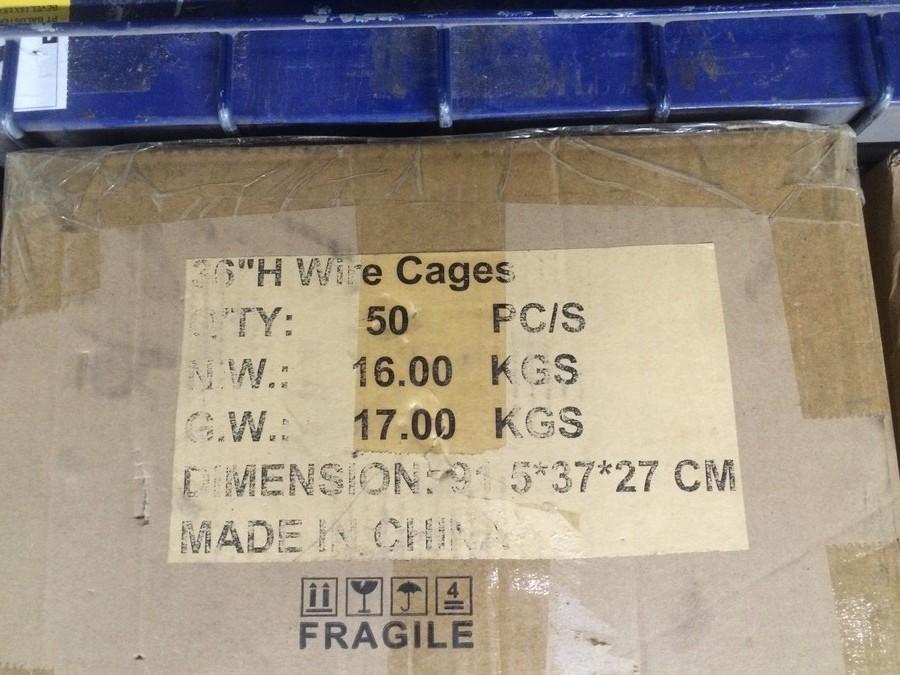 36"H Wire Cages
Q'TY: 50 PC/S
N.W.: 16.00 KGS
G.W.: 17.00 KGS
DIMENSION: 91.5*37*27 CM
MADE IN CHINA
4
FRAGILE